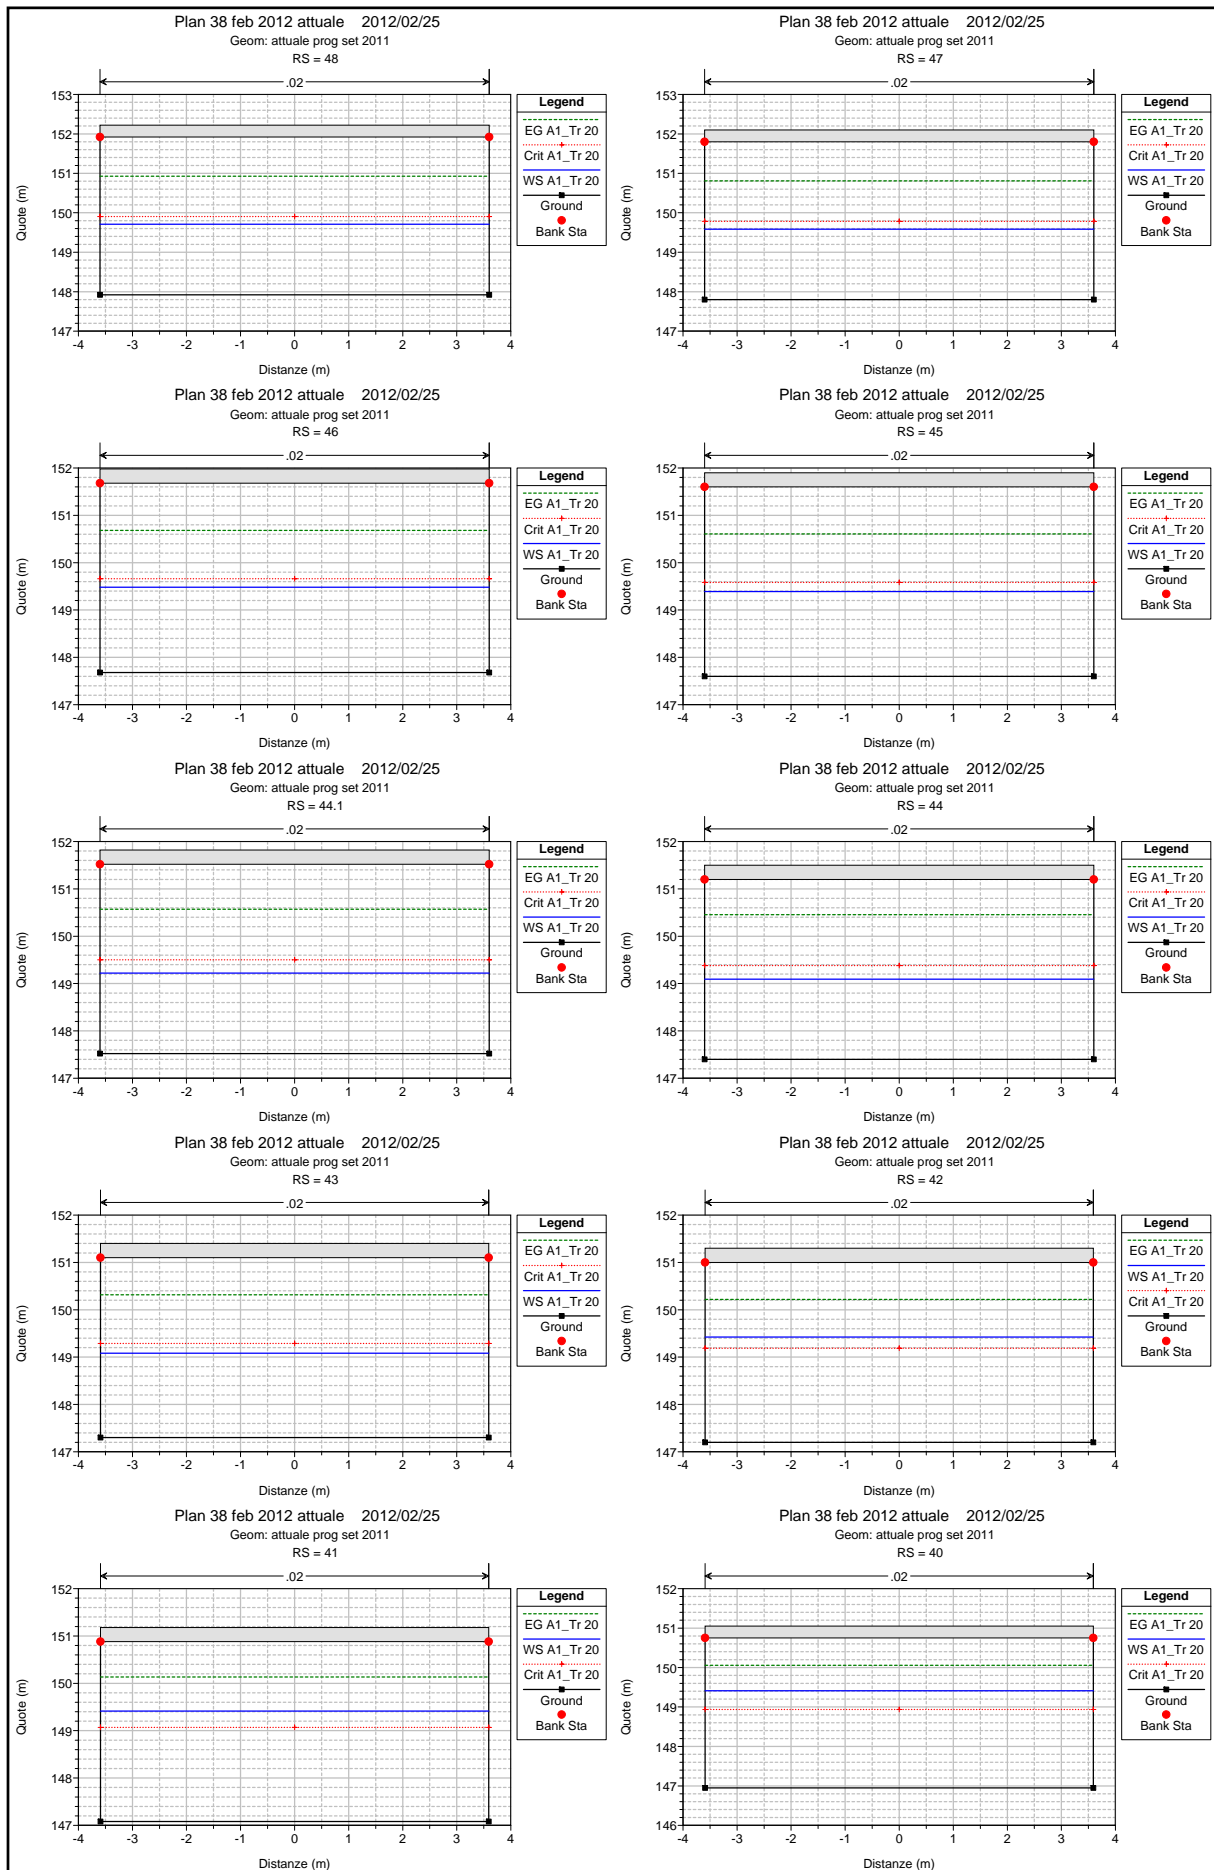 Plan 38 feb 2012 attuale 2012/02/25
Geom: attuale prog set 2011
RS = 48
.02
153
152
151
150
149
148
147
Quote (m)
-4 -3 -2 -1 0 1 2 3 4
Distanze (m)
Legend
EG A1_Tr 20
Crit A1_Tr 20
WS A1_Tr 20
Ground
Bank Sta
Plan 38 feb 2012 attuale 2012/02/25
Geom: attuale prog set 2011
RS = 47
.02
153
152
151
150
149
148
147
Quote (m)
-4 -3 -2 -1 0 1 2 3 4
Distanze (m)
Legend
EG A1_Tr 20
Crit A1_Tr 20
WS A1_Tr 20
Ground
Bank Sta
Plan 38 feb 2012 attuale 2012/02/25
Geom: attuale prog set 2011
RS = 46
.02
152
151
150
149
148
147
Quote (m)
-4 -3 -2 -1 0 1 2 3 4
Distanze (m)
Legend
EG A1_Tr 20
Crit A1_Tr 20
WS A1_Tr 20
Ground
Bank Sta
Plan 38 feb 2012 attuale 2012/02/25
Geom: attuale prog set 2011
RS = 45
.02
152
151
150
149
148
147
Quote (m)
-4 -3 -2 -1 0 1 2 3 4
Distanze (m)
Legend
EG A1_Tr 20
Crit A1_Tr 20
WS A1_Tr 20
Ground
Bank Sta
Plan 38 feb 2012 attuale 2012/02/25
Geom: attuale prog set 2011
RS = 44.1
.02
152
151
150
149
148
147
Quote (m)
-4 -3 -2 -1 0 1 2 3 4
Distanze (m)
Legend
EG A1_Tr 20
Crit A1_Tr 20
WS A1_Tr 20
Ground
Bank Sta
Plan 38 feb 2012 attuale 2012/02/25
Geom: attuale prog set 2011
RS = 44
.02
152
151
150
149
148
147
Quote (m)
-4 -3 -2 -1 0 1 2 3 4
Distanze (m)
Legend
EG A1_Tr 20
Crit A1_Tr 20
WS A1_Tr 20
Ground
Bank Sta
Plan 38 feb 2012 attuale 2012/02/25
Geom: attuale prog set 2011
RS = 43
.02
152
151
150
149
148
147
Quote (m)
-4 -3 -2 -1 0 1 2 3 4
Distanze (m)
Legend
EG A1_Tr 20
Crit A1_Tr 20
WS A1_Tr 20
Ground
Bank Sta
Plan 38 feb 2012 attuale 2012/02/25
Geom: attuale prog set 2011
RS = 42
.02
152
151
150
149
148
147
Quote (m)
-4 -3 -2 -1 0 1 2 3 4
Distanze (m)
Legend
EG A1_Tr 20
WS A1_Tr 20
Crit A1_Tr 20
Ground
Bank Sta
Plan 38 feb 2012 attuale 2012/02/25
Geom: attuale prog set 2011
RS = 41
.02
152
151
150
149
148
147
Quote (m)
-4 -3 -2 -1 0 1 2 3 4
Distanze (m)
Legend
EG A1_Tr 20
WS A1_Tr 20
Crit A1_Tr 20
Ground
Bank Sta
Plan 38 feb 2012 attuale 2012/02/25
Geom: attuale prog set 2011
RS = 40
.02
152
151
150
149
148
147
146
Quote (m)
-4 -3 -2 -1 0 1 2 3 4
Distanze (m)
Legend
EG A1_Tr 20
WS A1_Tr 20
Crit A1_Tr 20
Ground
Bank Sta